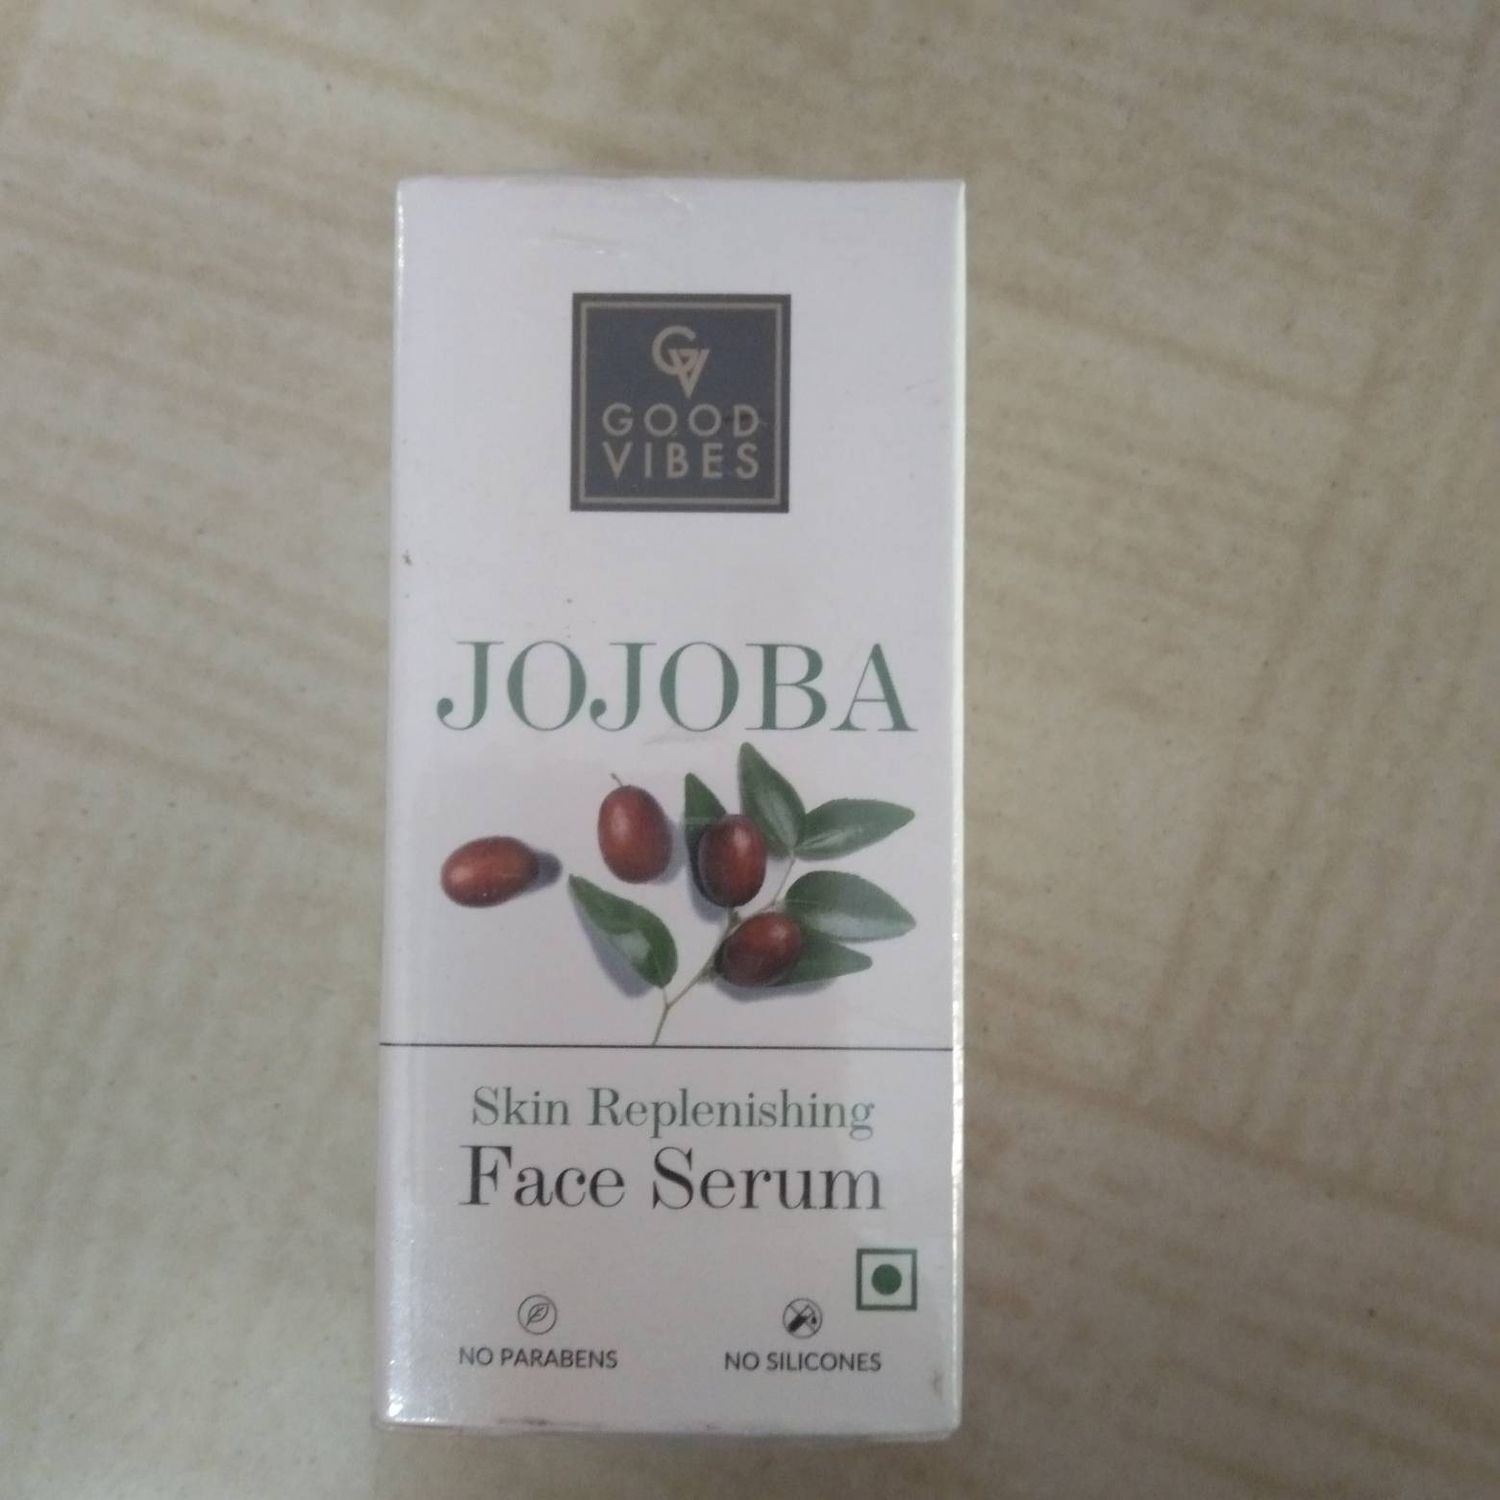 GV
GOOD
VIBES
JOJOBA
Skin Replenishing
Face Serum
NO PARABENS
NO SILICONES